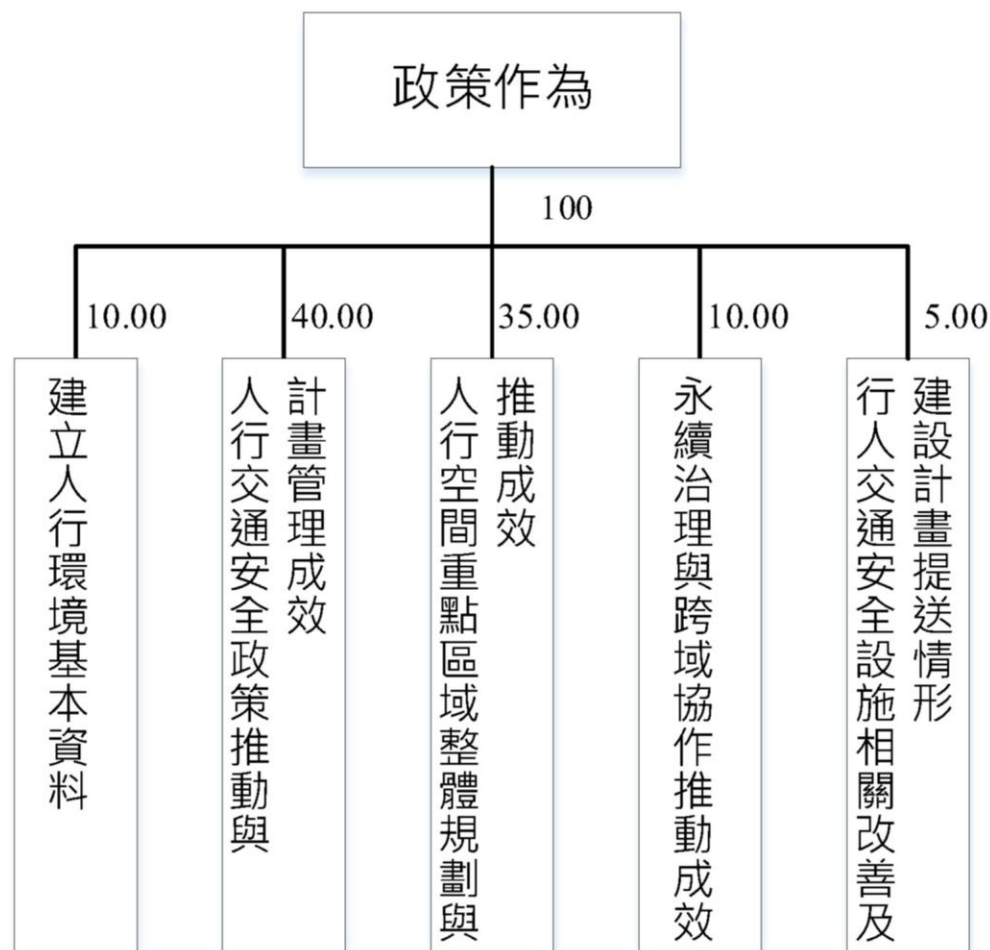 政策作為
100
10.00
40.00
35.00
10.00
5.00
建立人行環境基本資料
人行交通安全政策推動與
計畫管理成效
人行空間重點區域整體規劃與
推動成效
永續治理與跨域協作推動成效
行人交通安全設施相關改善及
建設計畫提送情形